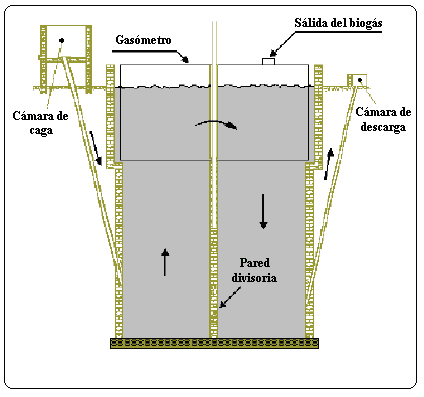 Sálida del biogás
Gasómetro
Cámara de
caga
Cámara de
descarga
Pared
divisoria